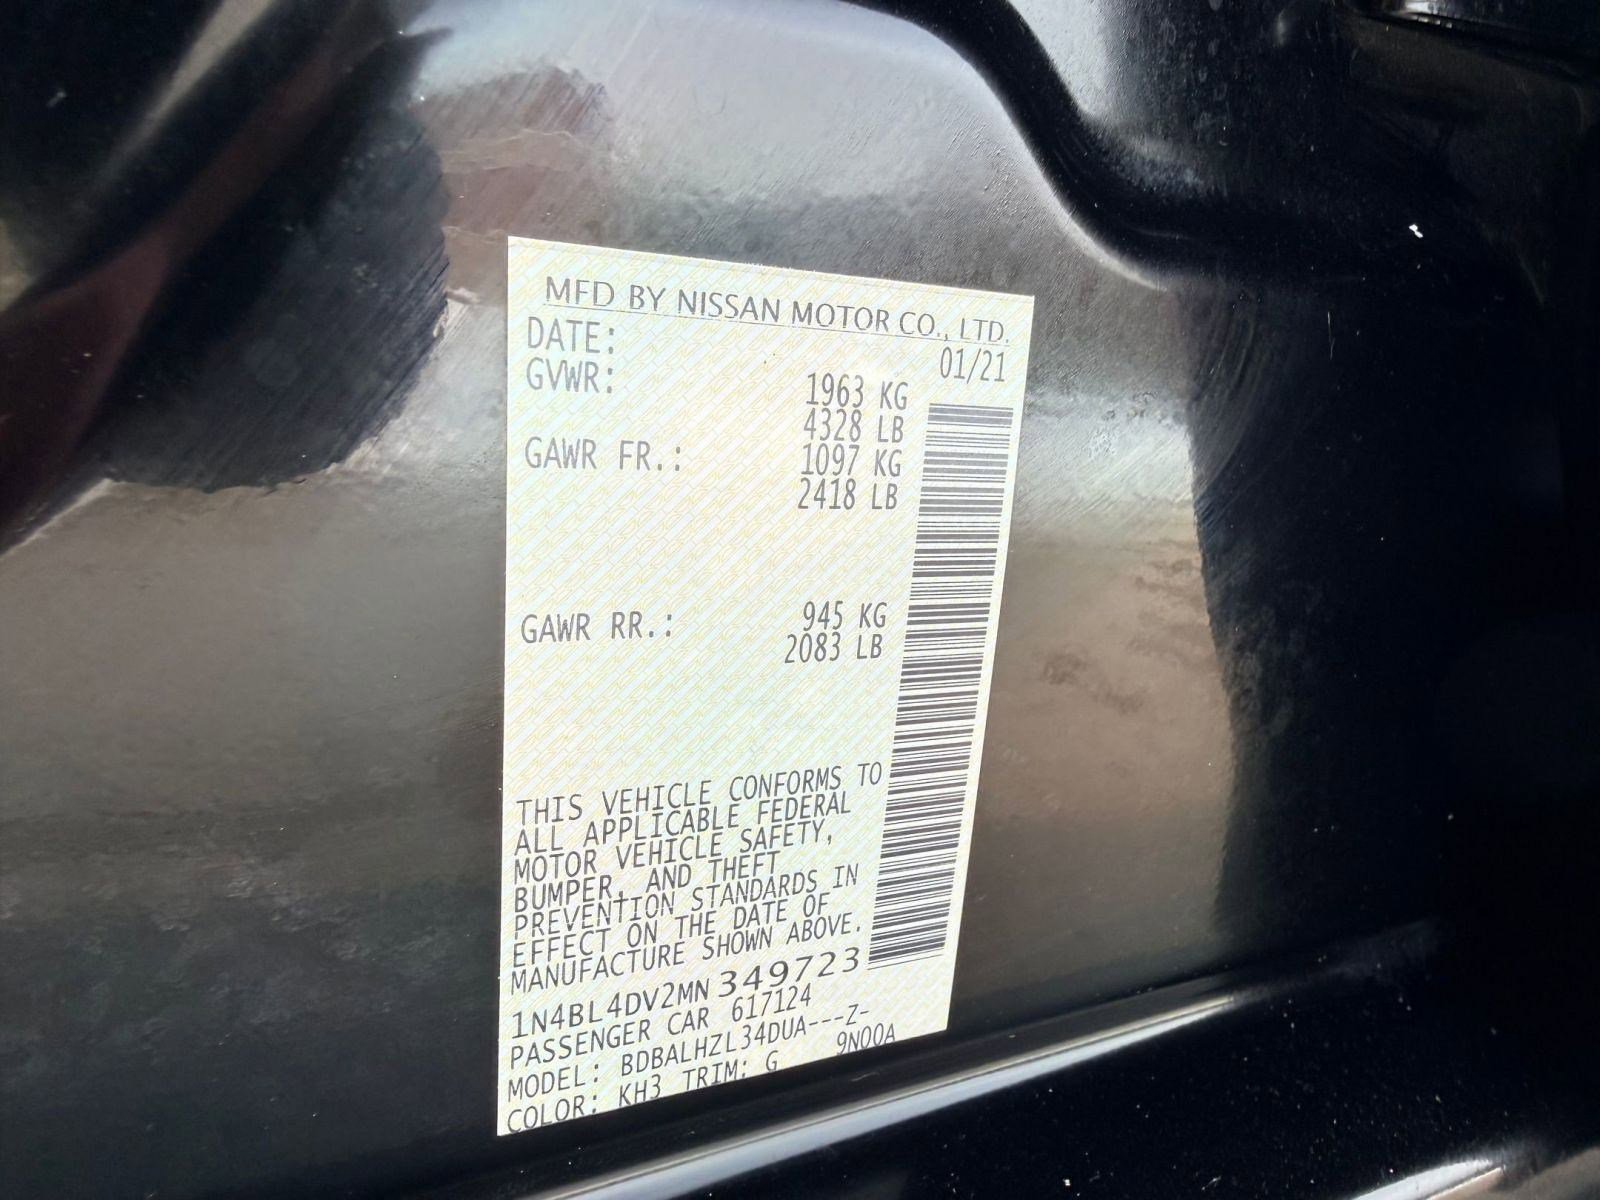 MFD BY NISSAN MOTOR CO., LTD.
DATE: 01/21
GVWR: 1963 KG
4328 LB
GAWR FR.: 1097 KG
2418 LB
GAWR RR.: 945 KG
2083 LB
THIS VEHICLE CONFORMS TO
ALL APPLICABLE FEDERAL
MOTOR VEHICLE SAFETY,
BUMPER, AND THEFT
PREVENTION STANDARDS IN
EFFECT ON THE DATE OF
MANUFACTURE SHOWN ABOVE.
1N4BL4DV2MN349723
PASSENGER CAR 617124
MODEL: BDBALHZL34DUA---Z-
COLOR: KH3 TRIM: G 9N00A